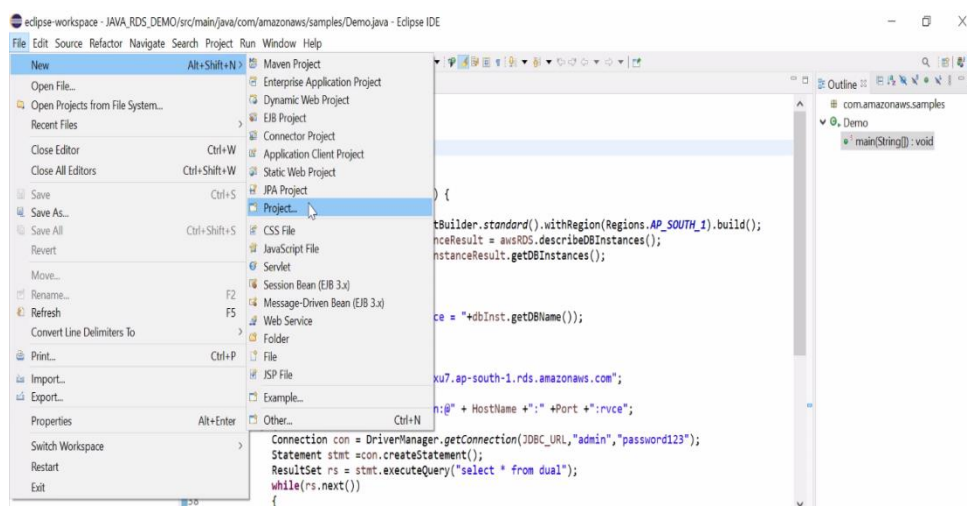 eclipse-workspace - JAVA_RDS_DEMO/src/main/java/com/amazonaws/samples/Demo.java - Eclipse IDE
File Edit Source Refactor Navigate Search Project Run Window Help
New Alt+Shift+N >
Open File...
Open Projects from File System...
Recent Files >
Close Editor Ctrl+W
Close All Editors Ctrl+Shift+W
Save Ctrl+S
Save As...
Save All Ctrl+Shift+S
Revert
Move...
Rename... F2
Refresh F5
Convert Line Delimiters To >
Print... Ctrl+P
Import...
Export...
Properties Alt+Enter
Switch Workspace >
Restart
Exit
Maven Project
Enterprise Application Project
Dynamic Web Project
EJB Project
Connector Project
Application Client Project
Static Web Project
JPA Project
Project...
CSS File
JavaScript File
Servlet
Session Bean (EJB 3.x)
Message-Driven Bean (EJB 3.x)
Web Service
Folder
File
JSP File
Example...
Other... Ctrl+N
) {
tBuilder.standard().withRegion(Regions.AP_SOUTH_1).build();
nceResult = awsRDS.describeDBInstances();
nstanceResult.getDBInstances();
ce = "+dbInst.getDBName());
xu7.ap-south-1.rds.amazonaws.com";
n:@" + HostName +":" +Port +":rvce";
Connection con = DriverManager.getConnection(JDBC_URL,"admin","password123");
Statement stmt =con.createStatement();
ResultSet rs = stmt.executeQuery("select * from dual");
while(rs.next())
38 {
Outline
com.amazonaws.samples
Demo
main(String[]) : void